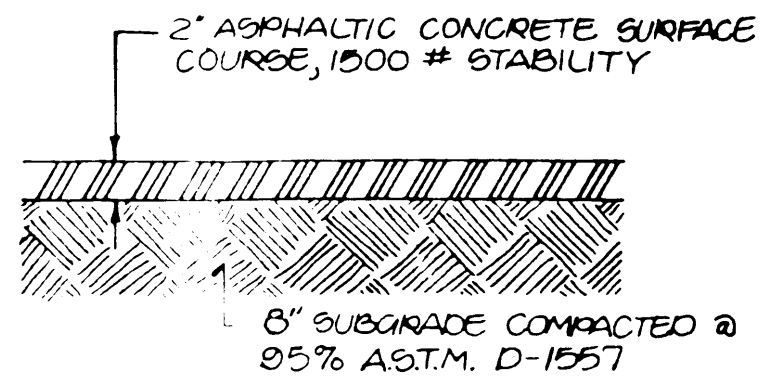 2" ASPHALTIC CONCRETE SURFACE
COURSE, 1500 # STABILITY
8" SUBGRADE COMPACTED @
95% A.S.T.M. D-1557